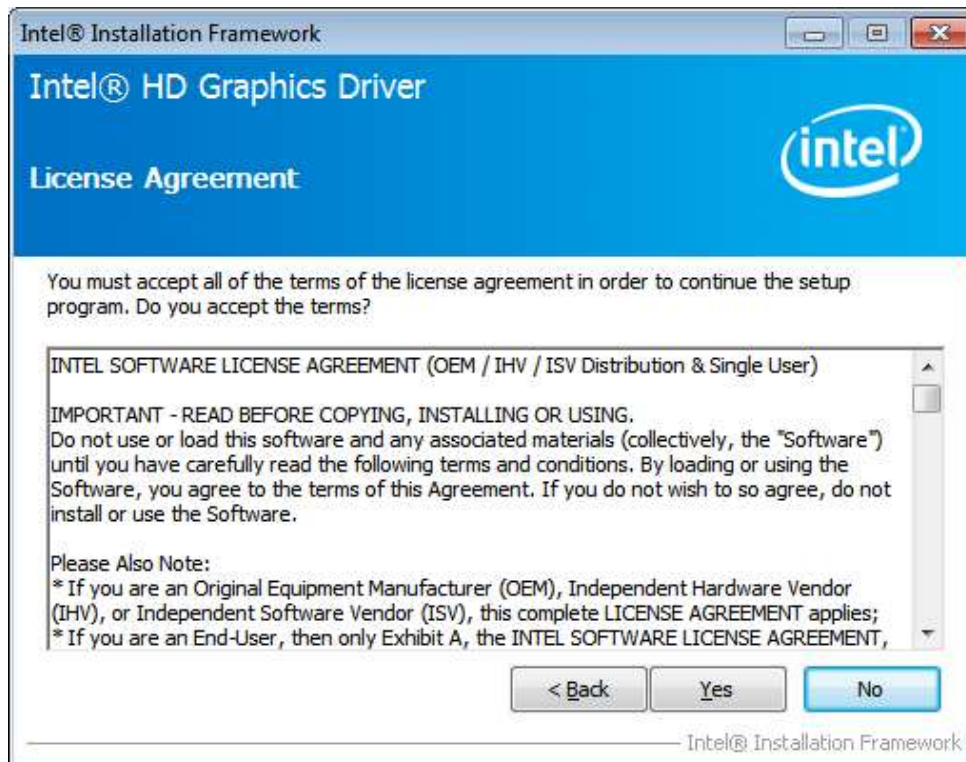 Intel® Installation Framework
Intel® HD Graphics Driver
intel
License Agreement
You must accept all of the terms of the license agreement in order to continue the setup
program. Do you accept the terms?
INTEL SOFTWARE LICENSE AGREEMENT (OEM / IHV / ISV Distribution & Single User)
IMPORTANT - READ BEFORE COPYING, INSTALLING OR USING.
Do not use or load this software and any associated materials (collectively, the "Software")
until you have carefully read the following terms and conditions. By loading or using the
Software, you agree to the terms of this Agreement. If you do not wish to so agree, do not
install or use the Software.
Please Also Note:
* If you are an Original Equipment Manufacturer (OEM), Independent Hardware Vendor
(IHV), or Independent Software Vendor (ISV), this complete LICENSE AGREEMENT applies;
* If you are an End-User, then only Exhibit A, the INTEL SOFTWARE LICENSE AGREEMENT,
< Back Yes No
Intel® Installation Framework